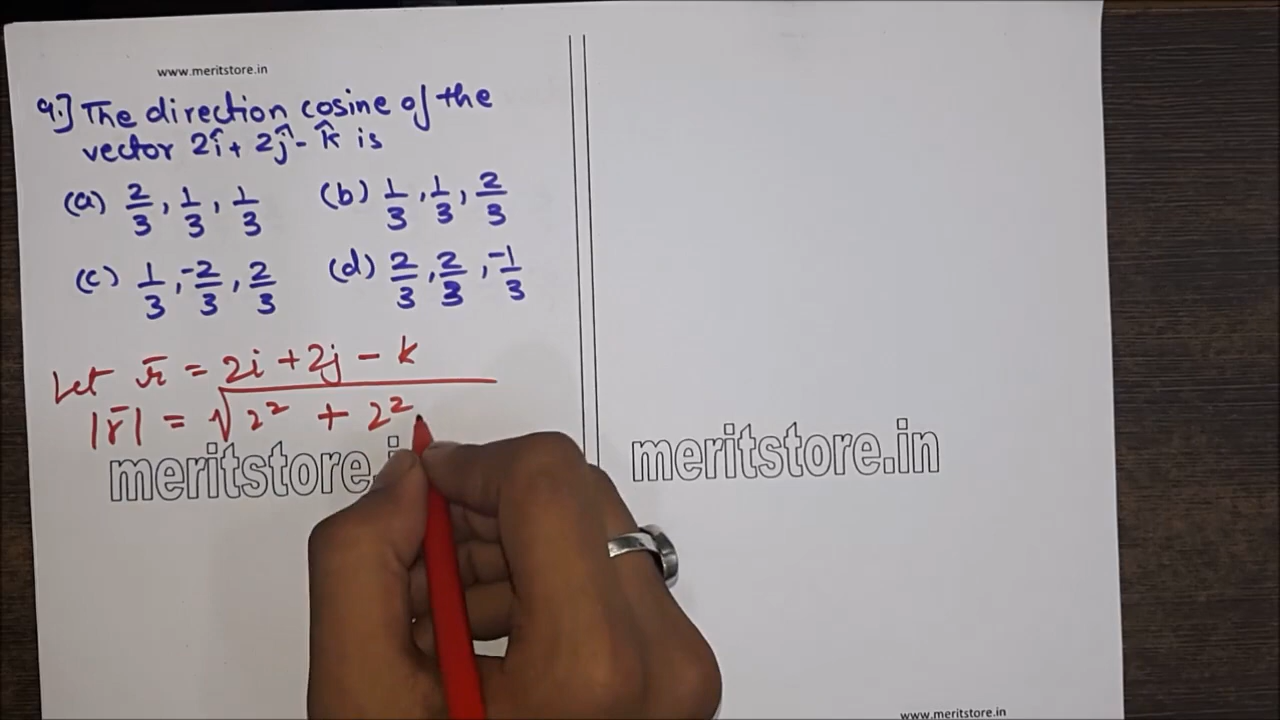 www.meritstore.in
9.] The direction cosine of the
vector 2î + 2ĵ - k̂ is
(a) 2/3, 1/3, 1/3 (b) 1/3, 1/3, 2/3
(c) 1/3, -2/3, 2/3 (d) 2/3, 2/3, -1/3
Let r̄ = 2i + 2j - k
|r̄| = √2² + 2²
meritstore.i
meritstore.in
www.meritstore.in